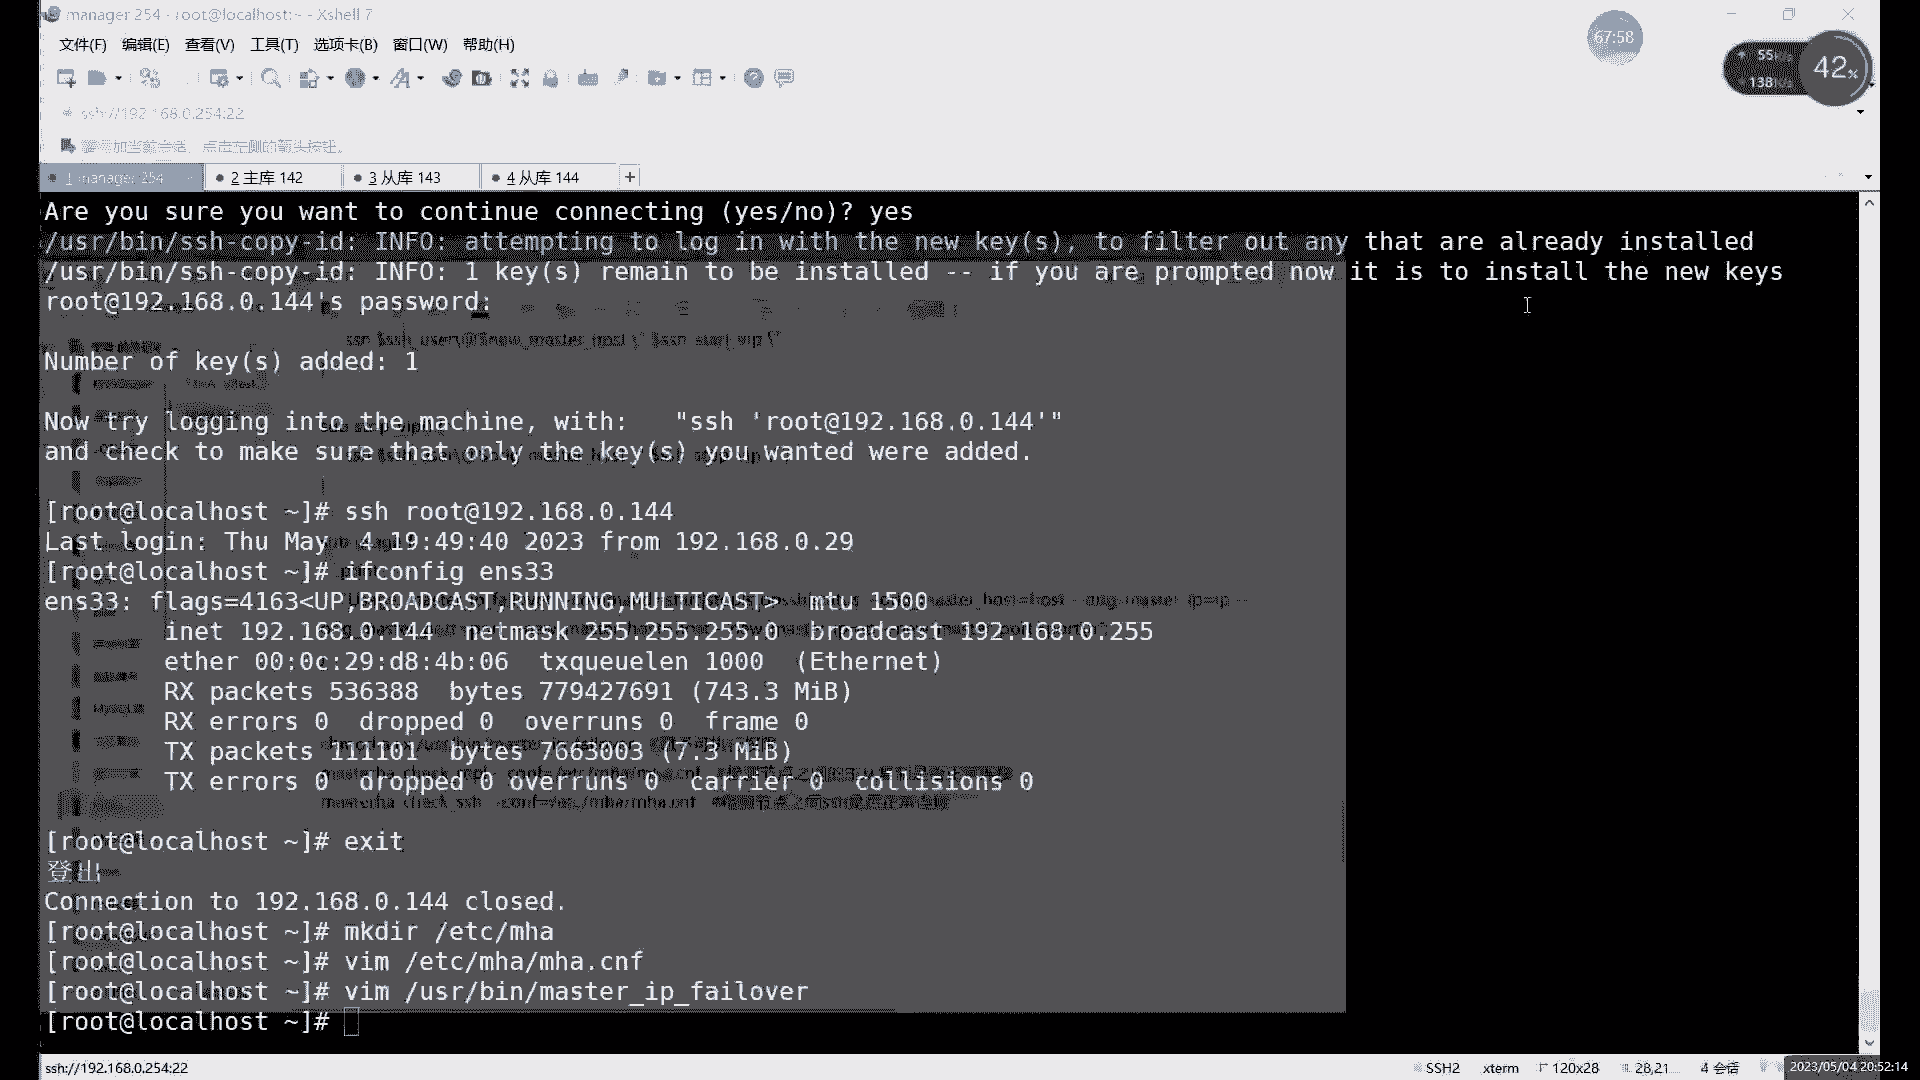 manager 254 - root@localhost:~ - Xshell 7
67:58
文件(F) 编辑(E) 查看(V) 工具(T) 选项卡(B) 窗口(W) 帮助(H)
55
138
42%
ssh://192.168.0.254:22
1 manager 254
2 主库 142
3 从库 143
4 从库 144
Are you sure you want to continue connecting (yes/no)? yes
/usr/bin/ssh-copy-id: INFO: attempting to log in with the new key(s), to filter out any that are already installed
/usr/bin/ssh-copy-id: INFO: 1 key(s) remain to be installed -- if you are prompted now it is to install the new keys
root@192.168.0.144's password:
Number of key(s) added: 1
Now try logging into the machine, with:   "ssh 'root@192.168.0.144'"
and check to make sure that only the key(s) you wanted were added.
[root@localhost ~]# ssh root@192.168.0.144
Last login: Thu May  4 19:49:40 2023 from 192.168.0.29
[root@localhost ~]# ifconfig ens33
ens33: flags=4163<UP,BROADCAST,RUNNING,MULTICAST>  mtu 1500
inet 192.168.0.144  netmask 255.255.255.0  broadcast 192.168.0.255
ether 00:0c:29:d8:4b:06  txqueuelen 1000  (Ethernet)
RX packets 536388  bytes 779427691 (743.3 MiB)
RX errors 0  dropped 0  overruns 0  frame 0
TX packets 111101  bytes 7663003 (7.3 MiB)
TX errors 0  dropped 0 overruns 0  carrier 0  collisions 0
[root@localhost ~]# exit
登出
Connection to 192.168.0.144 closed.
[root@localhost ~]# mkdir /etc/mha
[root@localhost ~]# vim /etc/mha/mha.cnf
[root@localhost ~]# vim /usr/bin/master_ip_failover
[root@localhost ~]#
ssh://192.168.0.254:22
SSH2 xterm 120x28 28,21 4 会话
2023/05/04 20:52:14